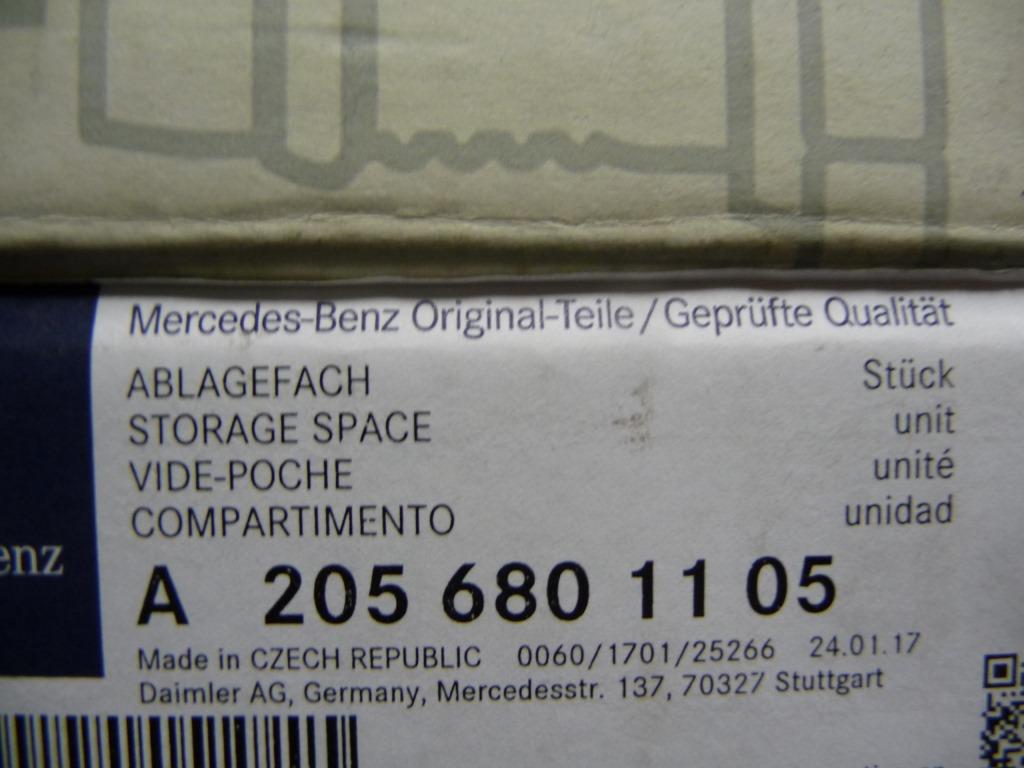 Mercedes-Benz Original-Teile / Geprüfte Qualität
ABLAGEFACH Stück
STORAGE SPACE unit
VIDE-POCHE unité
COMPARTIMENTO unidad
enz
A 205 680 11 05
Made in CZECH REPUBLIC 0060/1701/25266 24.01.17
Daimler AG, Germany, Mercedesstr. 137, 70327 Stuttgart